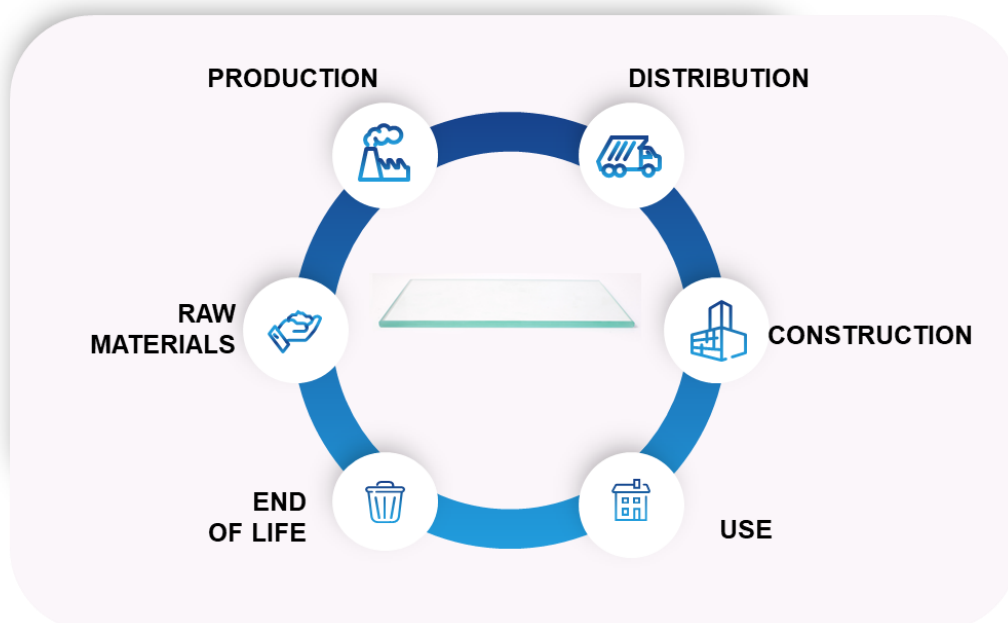 PRODUCTION
DISTRIBUTION
RAW
MATERIALS
CONSTRUCTION
END
OF LIFE
USE